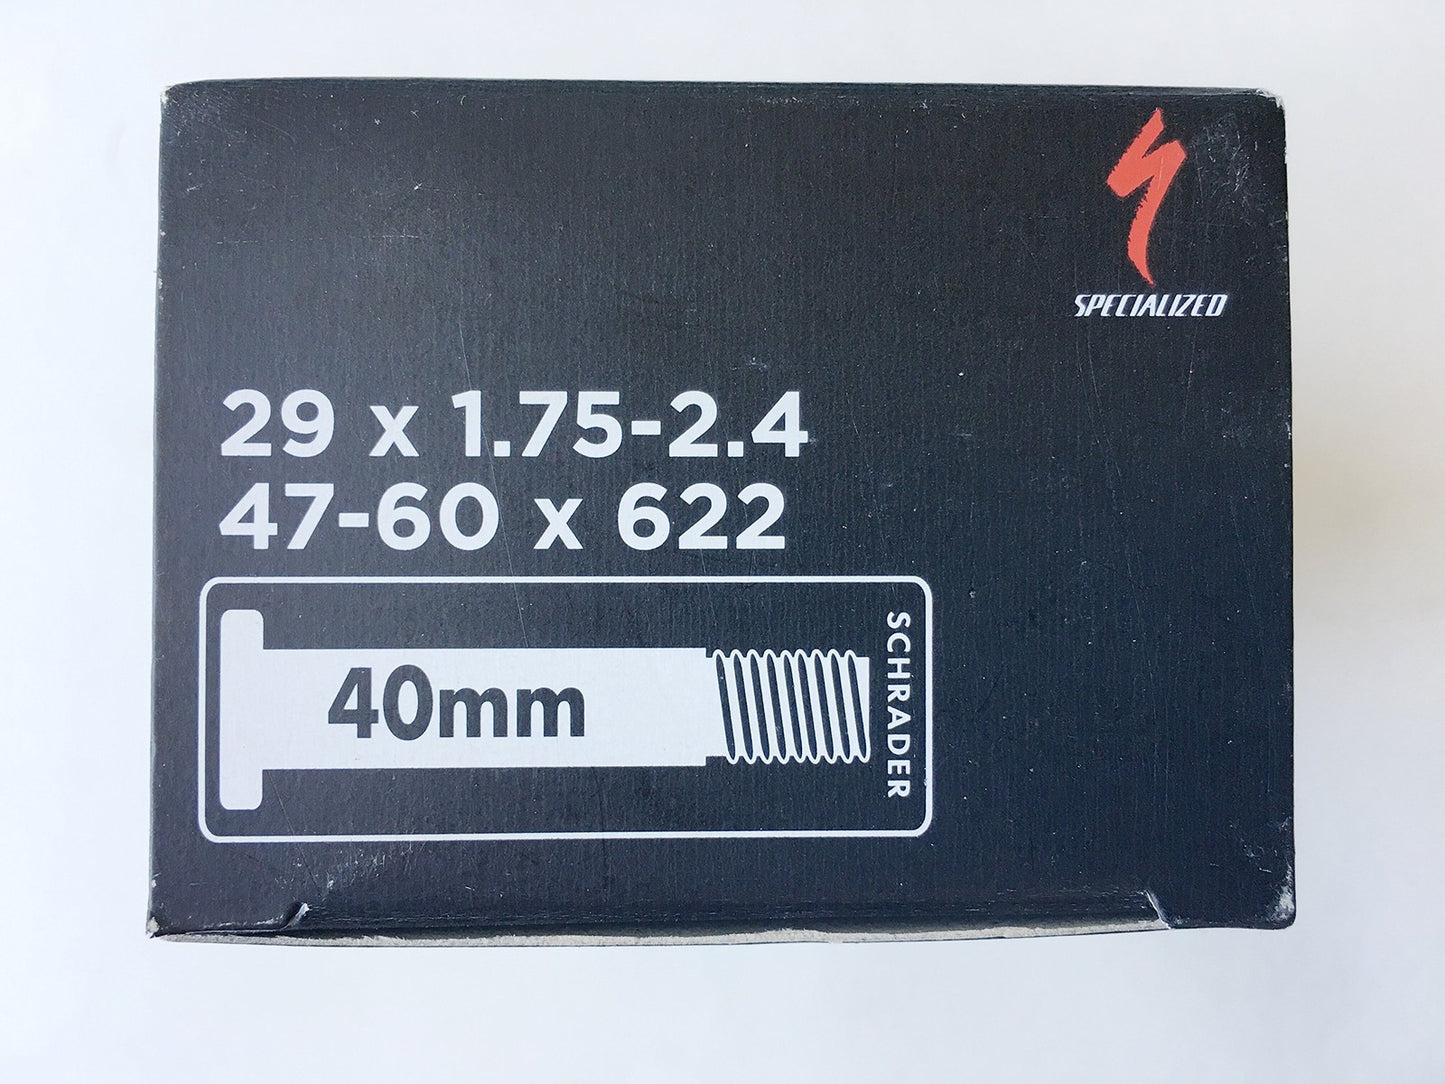 SPECIALIZED
29 x 1.75-2.4
47-60 x 622
40mm
SCHRADER